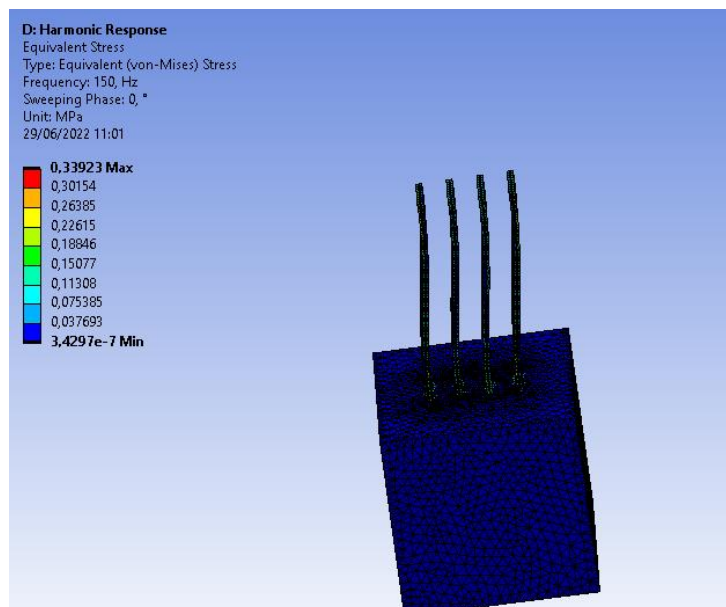 D: Harmonic Response
Equivalent Stress
Type: Equivalent (von-Mises) Stress
Frequency: 150, Hz
Sweeping Phase: 0, °
Unit: MPa
29/06/2022 11:01
0,33923 Max
0,30154
0,26385
0,22615
0,18846
0,15077
0,11308
0,075385
0,037693
3,4297e-7 Min